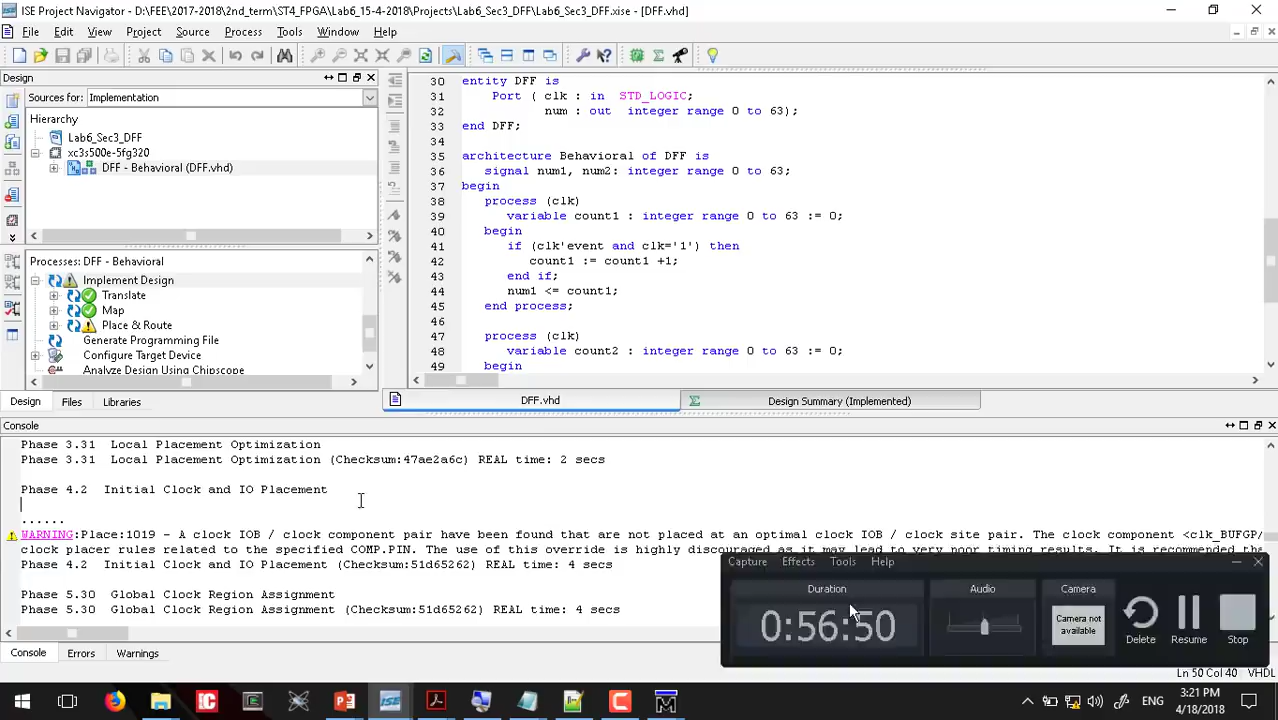 ISE Project Navigator - D:\FEE\2017-2018\2nd_term\ST4_FPGA\Lab6_15-4-2018\Projects\Lab6_Sec3_DFF\Lab6_Sec3_DFF.xise - [DFF.vhd]
File Edit View Project Source Process Tools Window Help
Design
Sources for: Implementation
Hierarchy
Lab6_Sec3_DFF
xc3s500e-5fg320
DFF - Behavioral (DFF.vhd)
Processes: DFF - Behavioral
Implement Design
Translate
Map
Place & Route
Generate Programming File
Configure Target Device
Analyze Design Using Chipscope
Design Files Libraries
30 entity DFF is
31 Port ( clk : in STD_LOGIC;
32 num : out integer range 0 to 63);
33 end DFF;
34
35 architecture Behavioral of DFF is
36 signal num1, num2: integer range 0 to 63;
37 begin
38 process (clk)
39 variable count1 : integer range 0 to 63 := 0;
40 begin
41 if (clk'event and clk='1') then
42 count1 := count1 +1;
43 end if;
44 num1 <= count1;
45 end process;
46
47 process (clk)
48 variable count2 : integer range 0 to 63 := 0;
49 begin
DFF.vhd Design Summary (Implemented)
Console
Phase 3.31 Local Placement Optimization
Phase 3.31 Local Placement Optimization (Checksum:47ae2a6c) REAL time: 2 secs
Phase 4.2 Initial Clock and IO Placement
......
WARNING:Place:1019 - A clock IOB / clock component pair have been found that are not placed at an optimal clock IOB / clock site pair. The clock component <clk_BUFGP/
clock placer rules related to the specified COMP.PIN. The use of this override is highly discouraged as it may lead to very poor timing results. It is recommended tha
Phase 4.2 Initial Clock and IO Placement (Checksum:51d65262) REAL time: 4 secs
Phase 5.30 Global Clock Region Assignment
Phase 5.30 Global Clock Region Assignment (Checksum:51d65262) REAL time: 4 secs
Capture Effects Tools Help
Duration Audio Camera
0:56:50
Camera not
available
Delete Resume Stop
Console Errors Warnings
Ln 50 Col 40 VHDL
ENG
3:21 PM
4/18/2018